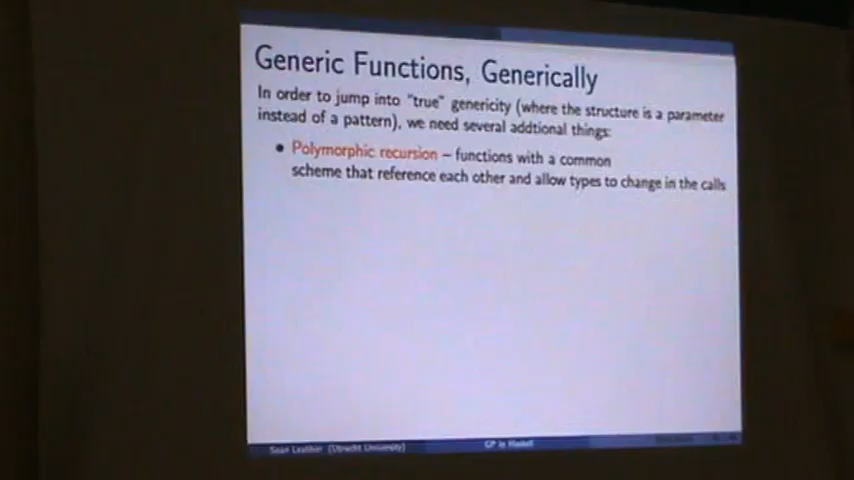 Generic Functions, Generically
In order to jump into "true" genericity (where the structure is a parameter
instead of a pattern), we need several addtional things:
• Polymorphic recursion – functions with a common
scheme that reference each other and allow types to change in the calls
Sean Leather (Utrecht University) GP in Haskell